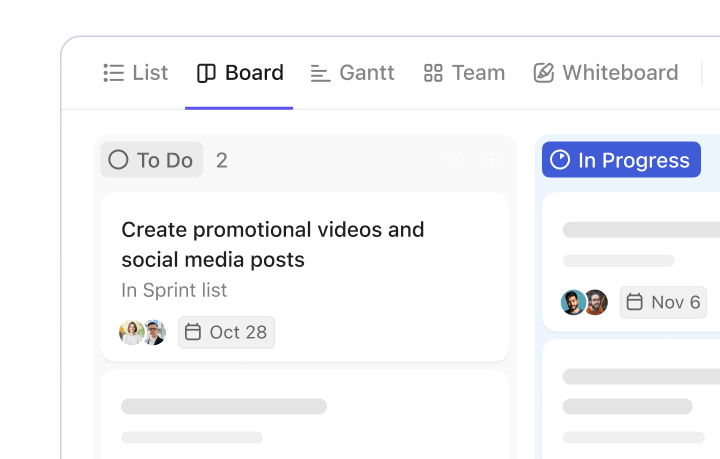 List Board Gantt Team Whiteboard
To Do 2
In Progress
Create promotional videos and
social media posts
In Sprint list
Oct 28
Nov 6